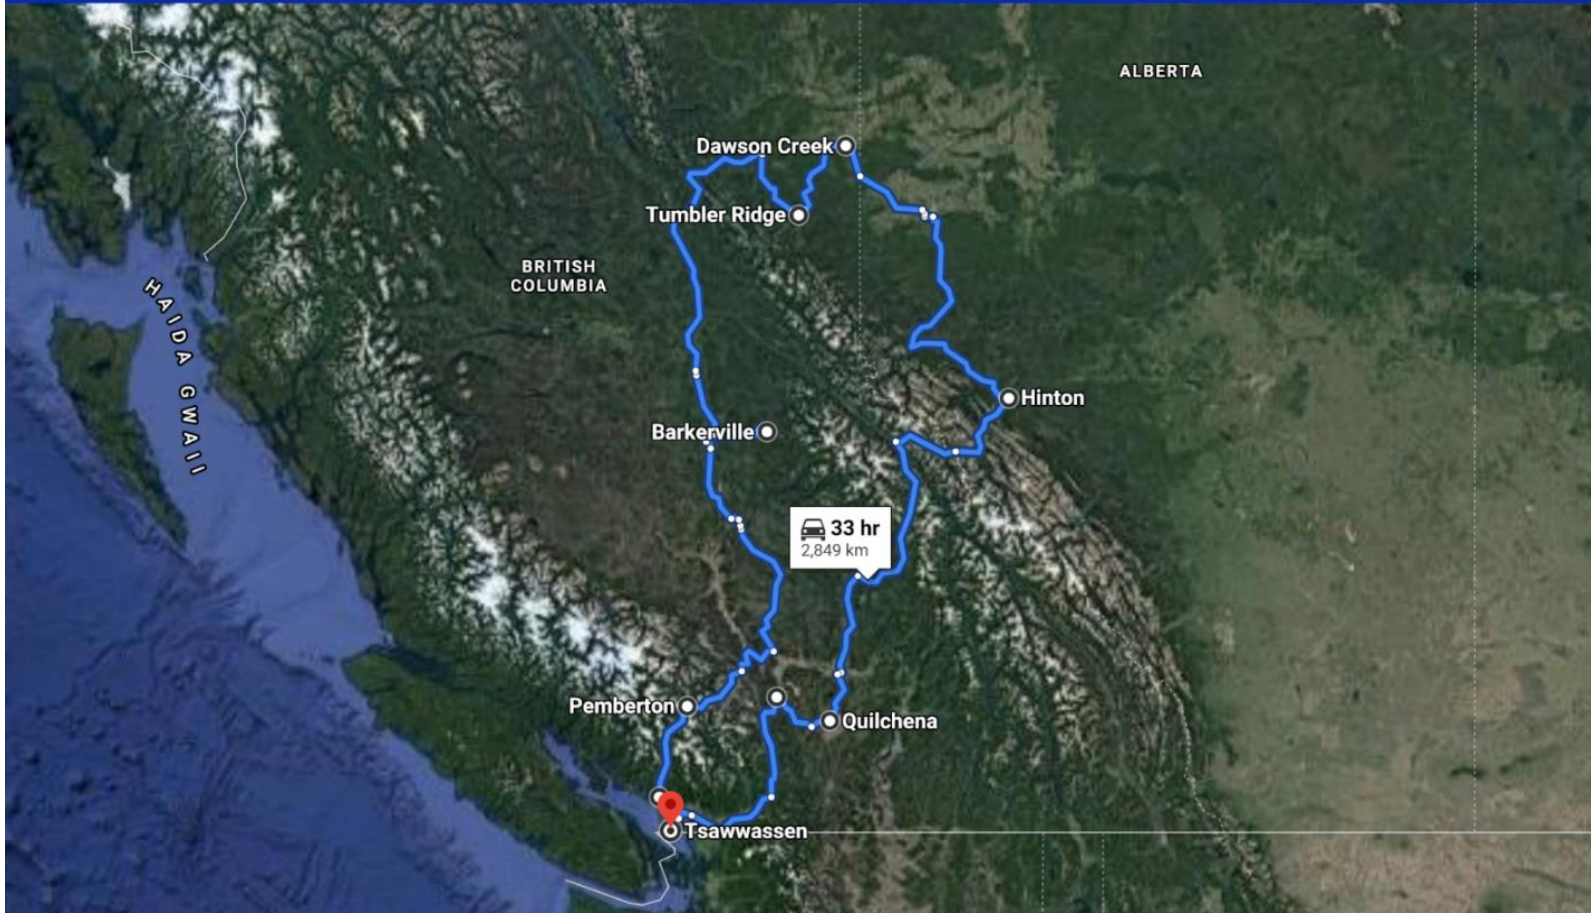 ALBERTA
Dawson Creek
Tumbler Ridge
BRITISH
COLUMBIA
HAIDA GWAII
Hinton
Barkerville
33 hr
2,849 km
Pemberton
Quilchena
Tsawwassen